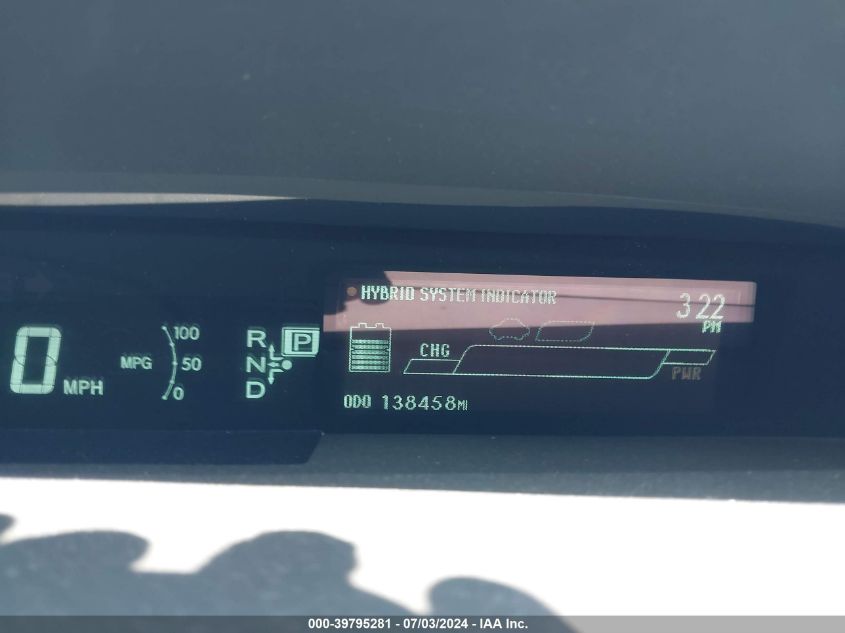 HYBRID SYSTEM INDICATOR
3 22
PM
0 MPH
MPG
100
50
0
R
N
D
P
CHG
PWR
ODO 138458MI
000-39795281 - 07/03/2024 - IAA Inc.